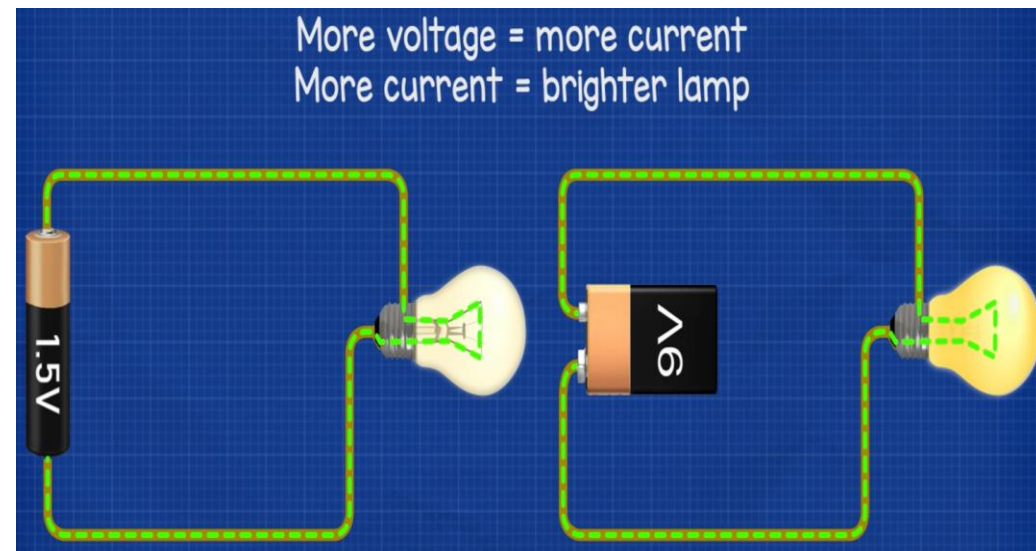 More voltage = more current
More current = brighter lamp
1.5V
9V